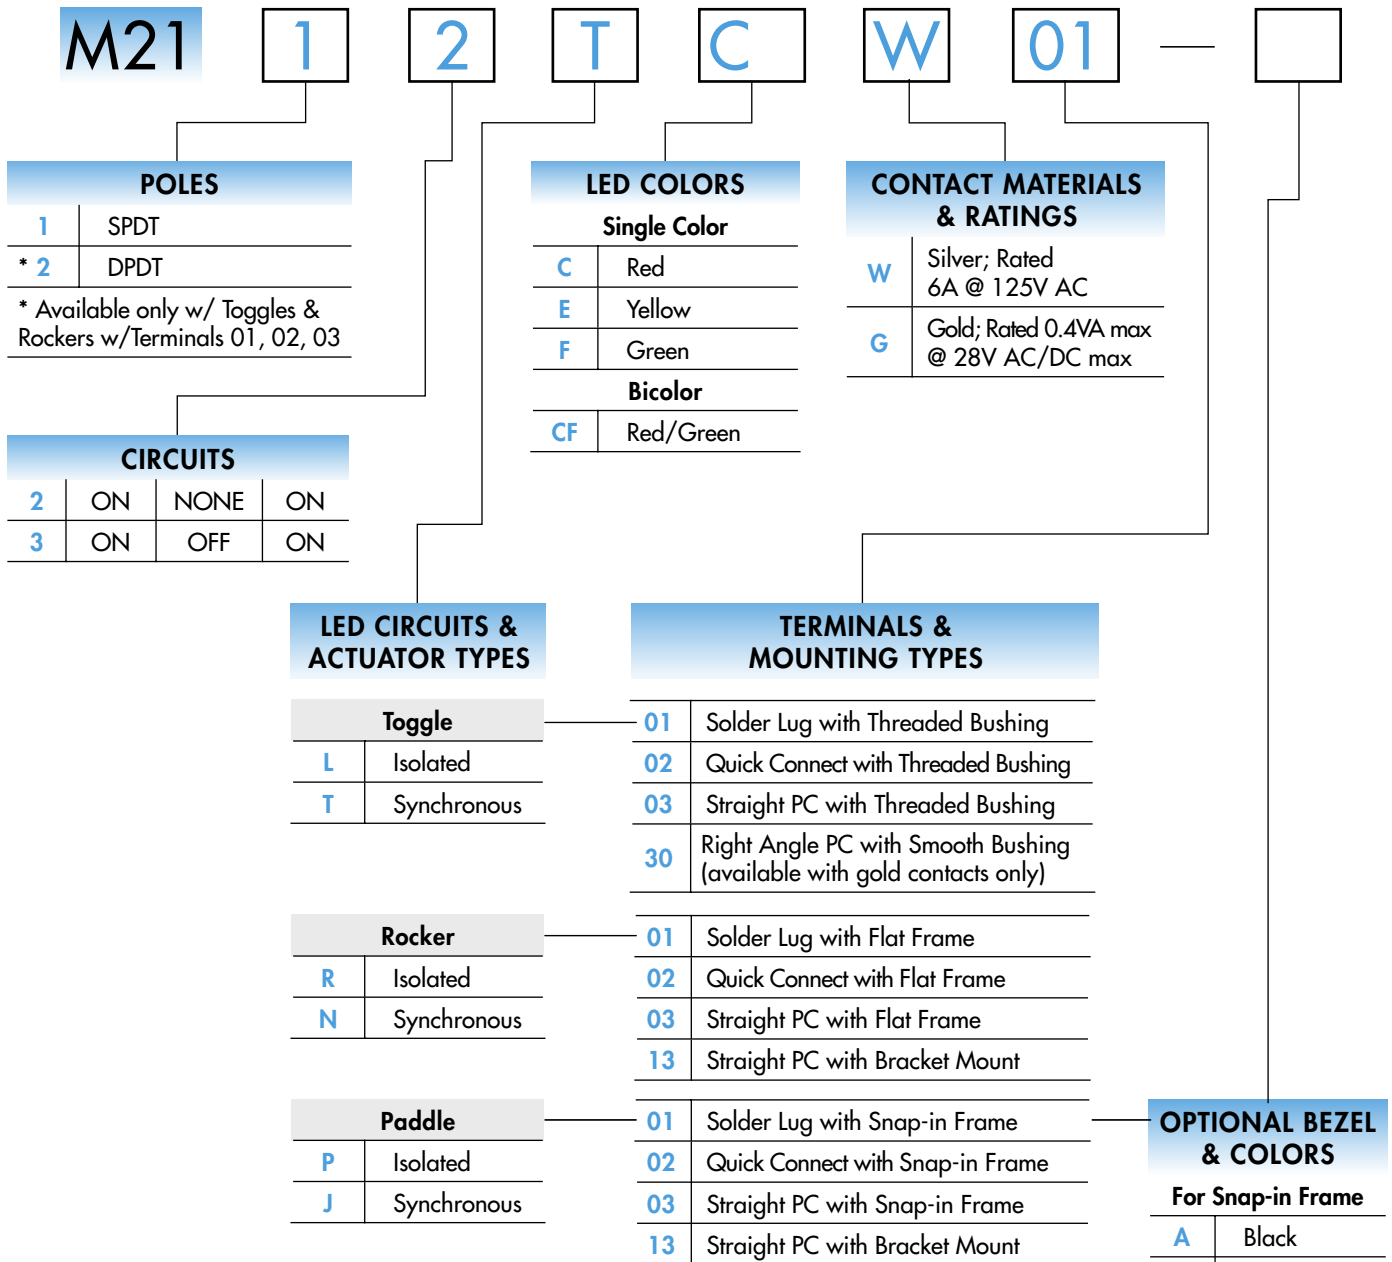 M21 1 2 T C W 01 —
POLES
1 SPDT
* 2 DPDT
* Available only w/ Toggles &
Rockers w/Terminals 01, 02, 03
CIRCUITS
2 ON NONE ON
3 ON OFF ON
LED COLORS
Single Color
C Red
E Yellow
F Green
Bicolor
CF Red/Green
CONTACT MATERIALS
& RATINGS
W Silver; Rated
6A @ 125V AC
G Gold; Rated 0.4VA max
@ 28V AC/DC max
LED CIRCUITS &
ACTUATOR TYPES
Toggle
L Isolated
T Synchronous
Rocker
R Isolated
N Synchronous
Paddle
P Isolated
J Synchronous
TERMINALS &
MOUNTING TYPES
01 Solder Lug with Threaded Bushing
02 Quick Connect with Threaded Bushing
03 Straight PC with Threaded Bushing
30 Right Angle PC with Smooth Bushing
(available with gold contacts only)
01 Solder Lug with Flat Frame
02 Quick Connect with Flat Frame
03 Straight PC with Flat Frame
13 Straight PC with Bracket Mount
01 Solder Lug with Snap-in Frame
02 Quick Connect with Snap-in Frame
03 Straight PC with Snap-in Frame
13 Straight PC with Bracket Mount
OPTIONAL BEZEL
& COLORS
For Snap-in Frame
A Black